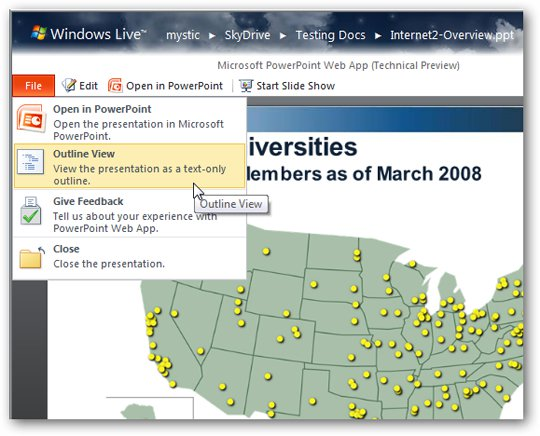 Windows Live™ mystic ▸ SkyDrive ▸ Testing Docs ▸ Internet2-Overview.ppt
Microsoft PowerPoint Web App (Technical Preview)
File Edit Open in PowerPoint Start Slide Show
Open in PowerPoint
Open the presentation in Microsoft
PowerPoint.
Outline View
View the presentation as a text-only
outline.
Give Feedback
Tell us about your experience with
PowerPoint Web App.
Outline View
Close
Close the presentation.
iversities
embers as of March 2008